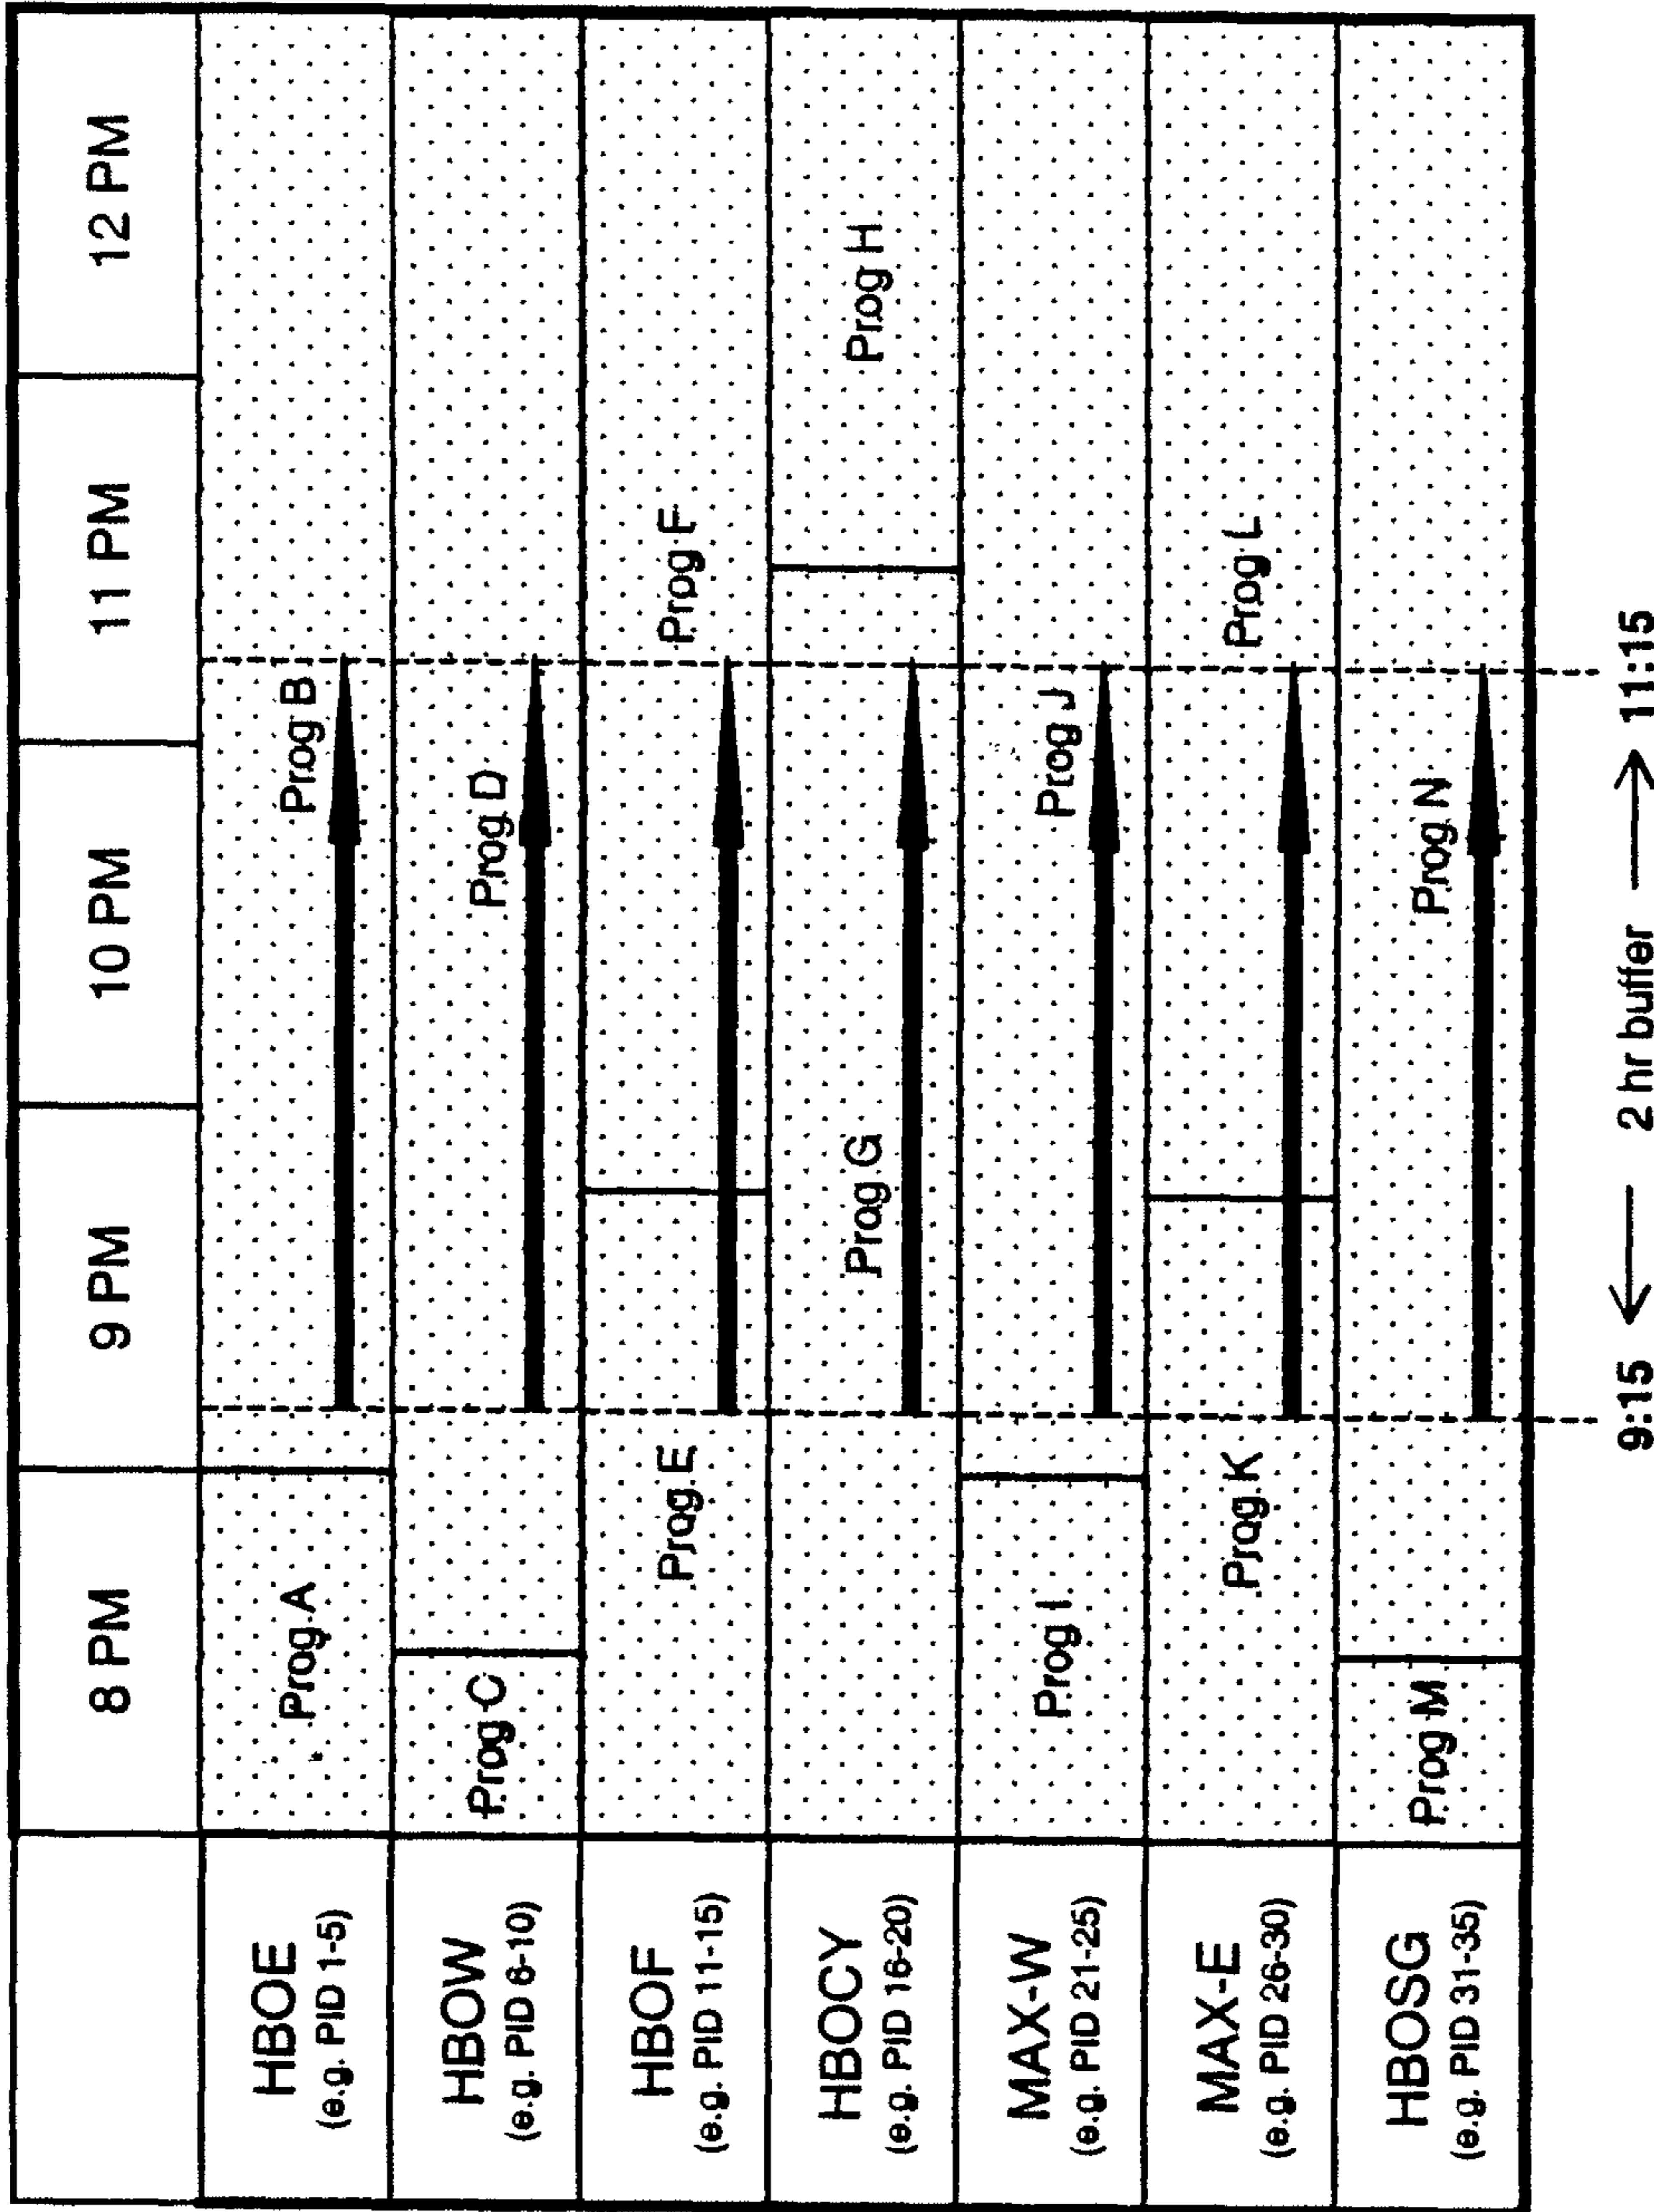 8 PM
9 PM
10 PM
11 PM
12 PM
HBOE
(e.g. PID 1-5)
Prog A
Prog B
HBOW
(e.g. PID 6-10)
Prog C
Prog D
HBOF
(e.g. PID 11-15)
Prog E
Prog F
HBOCY
(e.g. PID 16-20)
Prog G
Prog H
MAX-W
(e.g. PID 21-25)
Prog I
Prog J
MAX-E
(e.g. PID 26-30)
Prog K
Prog L
HBOSG
(e.g. PID 31-35)
Prog M
Prog N
9:15 2 hr buffer 11:15